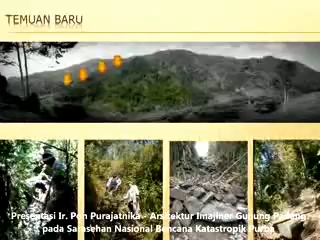 TEMUAN BARU
Presentasi Ir. Pon Purajatnika - Arsitektur Imajiner Gunung Padang
pada Sarasehan Nasional Bencana Katastropik Purba